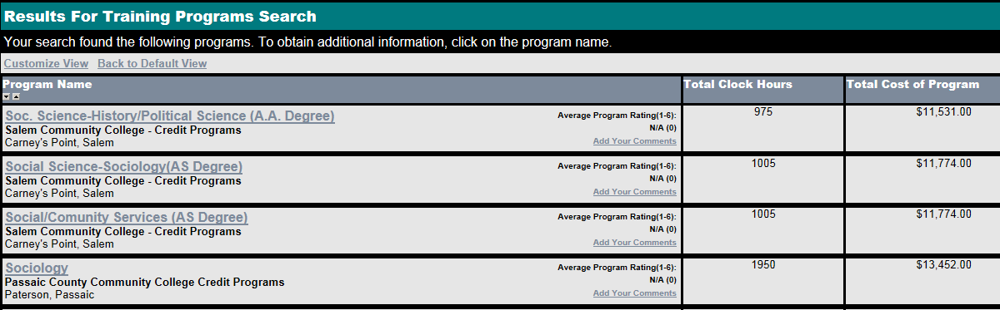 Results For Training Programs Search
Your search found the following programs. To obtain additional information, click on the program name.
Customize View Back to Default View
Program Name Total Clock Hours Total Cost of Program
Soc. Science-History/Political Science (A.A. Degree) Average Program Rating(1-6): 975 $11,531.00
Salem Community College - Credit Programs N/A (0)
Carney's Point, Salem Add Your Comments
Social Science-Sociology(AS Degree) Average Program Rating(1-6): 1005 $11,774.00
Salem Community College - Credit Programs N/A (0)
Carney's Point, Salem Add Your Comments
Social/Comunity Services (AS Degree) Average Program Rating(1-6): 1005 $11,774.00
Salem Community College - Credit Programs N/A (0)
Carney's Point, Salem Add Your Comments
Sociology Average Program Rating(1-6): 1950 $13,452.00
Passaic County Community College Credit Programs N/A (0)
Paterson, Passaic Add Your Comments